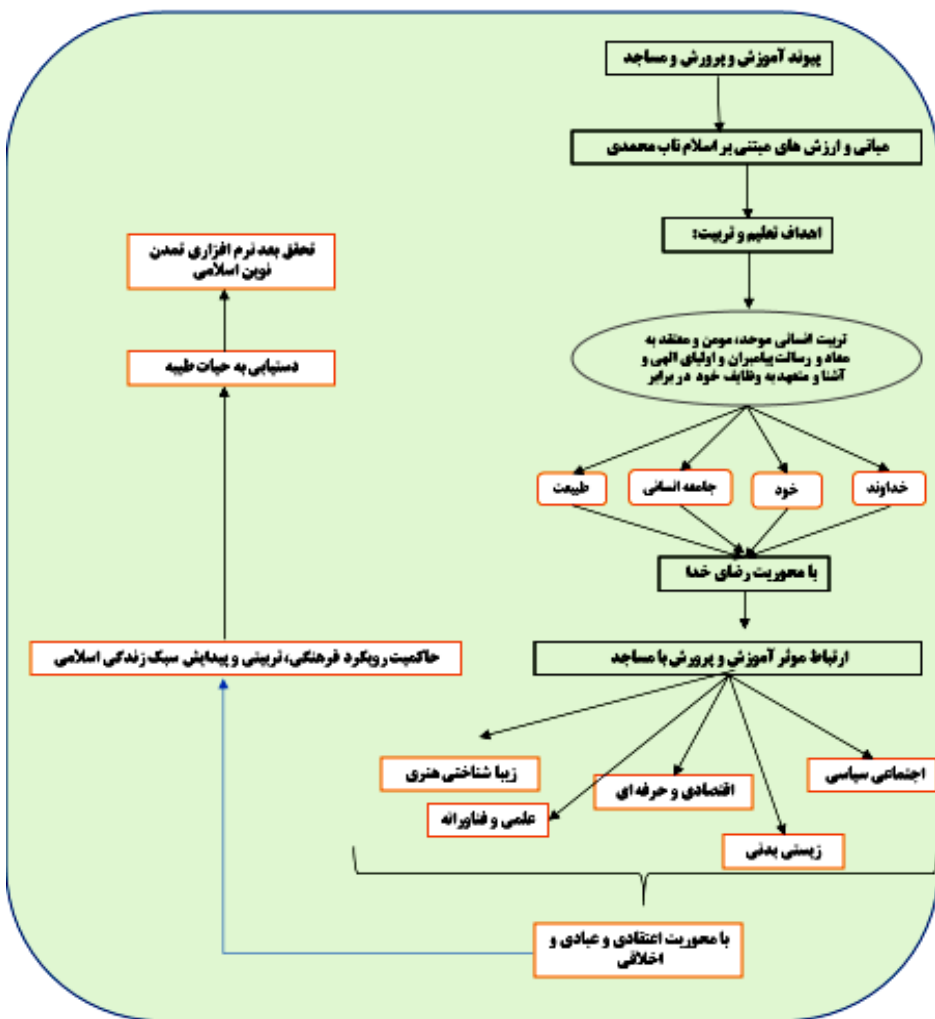 پیوند آموزش و پرورش و مساجد
مبانی و ارزش های مبتنی بر اسلام ناب محمدی
اهداف تعلیم و تربیت:
تربیت انسانی موحد، مومن و معتقد به
معاد و رسالت پیامبران و اولیای الهی و
آشنا و متعهد به وظایف خود در برابر
خداوند
خود
جامعه انسانی
طبیعت
با محوریت رضای خدا
ارتباط موثر آموزش و پرورش با مساجد
اجتماعی سیاسی
زیستی بدنی
اقتصادی و حرفه ای
علمی و فناورانه
زیبا شناختی هنری
با محوریت اعتقادی و عبادی و
اخلاقی
حاکمیت رویکرد فرهنگی، تربیتی و پیدایش سبک زندگی اسلامی
دستیابی به حیات طیبه
تحقق بعد نرم افزاری تمدن
نوین اسلامی